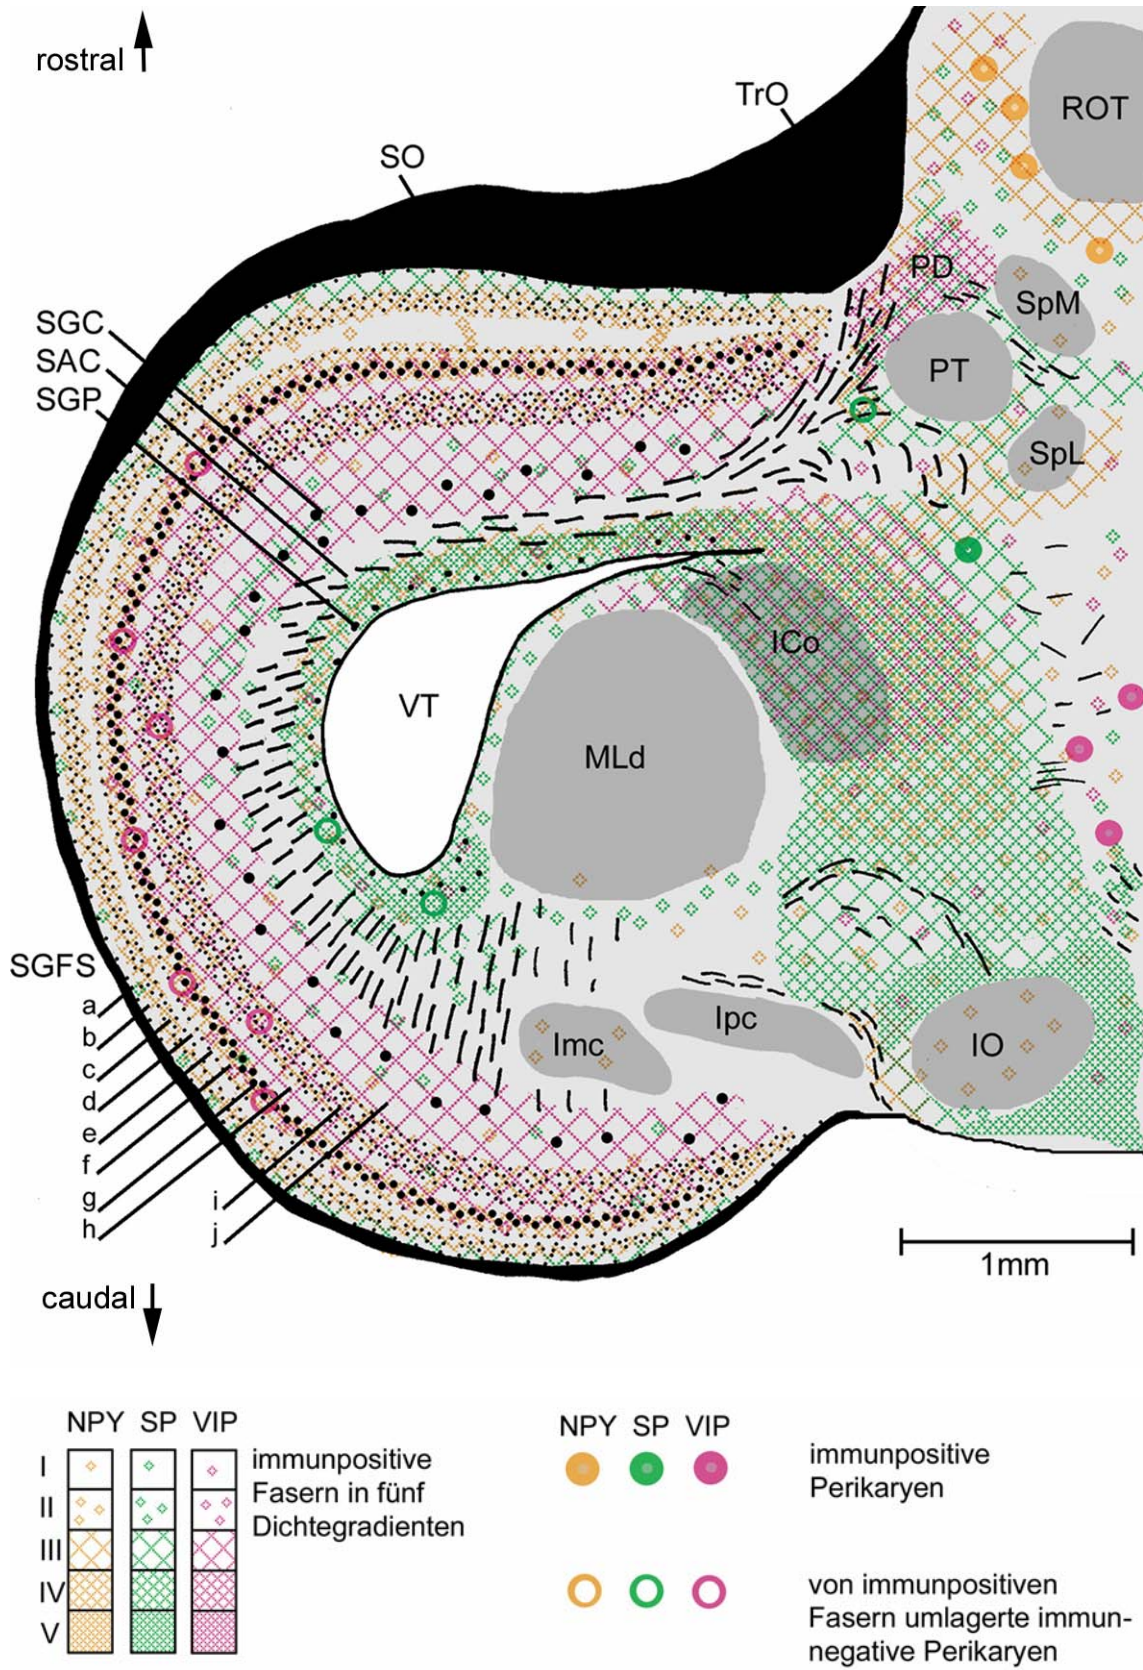 rostral
TrO
SO
ROT
PD
SpM
PT
SpL
SGC
SAC
SGP
ICo
VT
MLd
SGFS
a
b
c
d
e
f
g
h
i
j
Imc
Ipc
IO
1mm
caudal
NPY SP VIP
I
II
III
IV
V
immunpositive
Fasern in fünf
Dichtegradienten
NPY SP VIP
immunpositive
Perikaryen
von immunpositiven
Fasern umlagerte immun-
negative Perikaryen